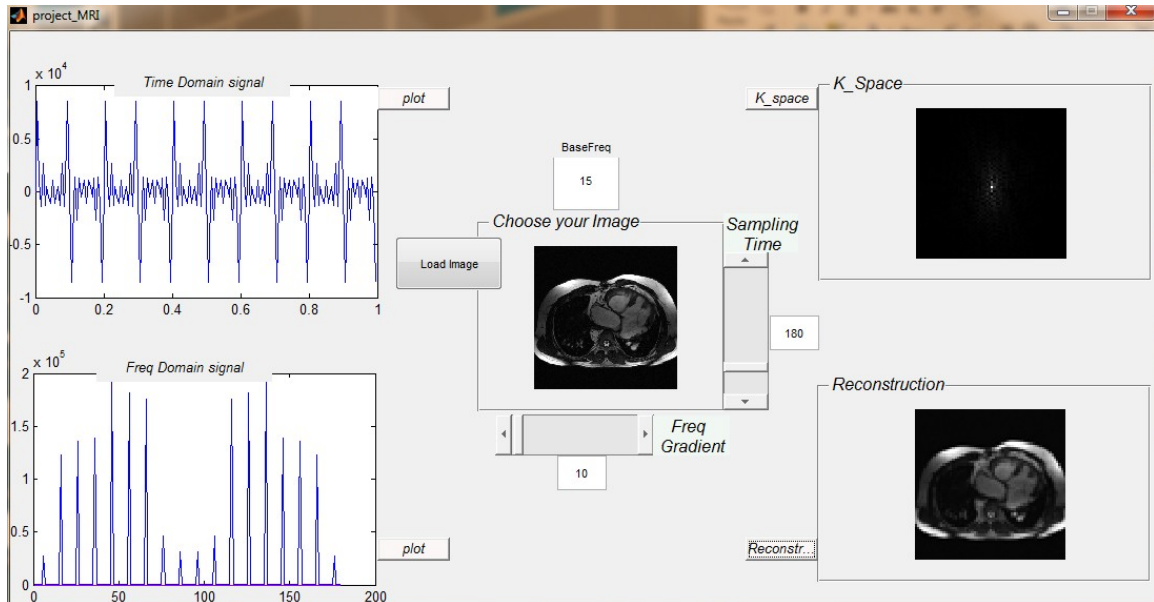 project_MRI
Time Domain signal
x 10^4
1
0.5
0
-0.5
-1
0 0.2 0.4 0.6 0.8 1
plot
Freq Domain signal
x 10^5
2
1.5
1
0.5
0
0 50 100 150 200
plot
BaseFreq
15
Choose your Image
Load Image
Sampling
Time
180
Freq
Gradient
10
K_space
K_Space
Reconstruction
Reconstr...